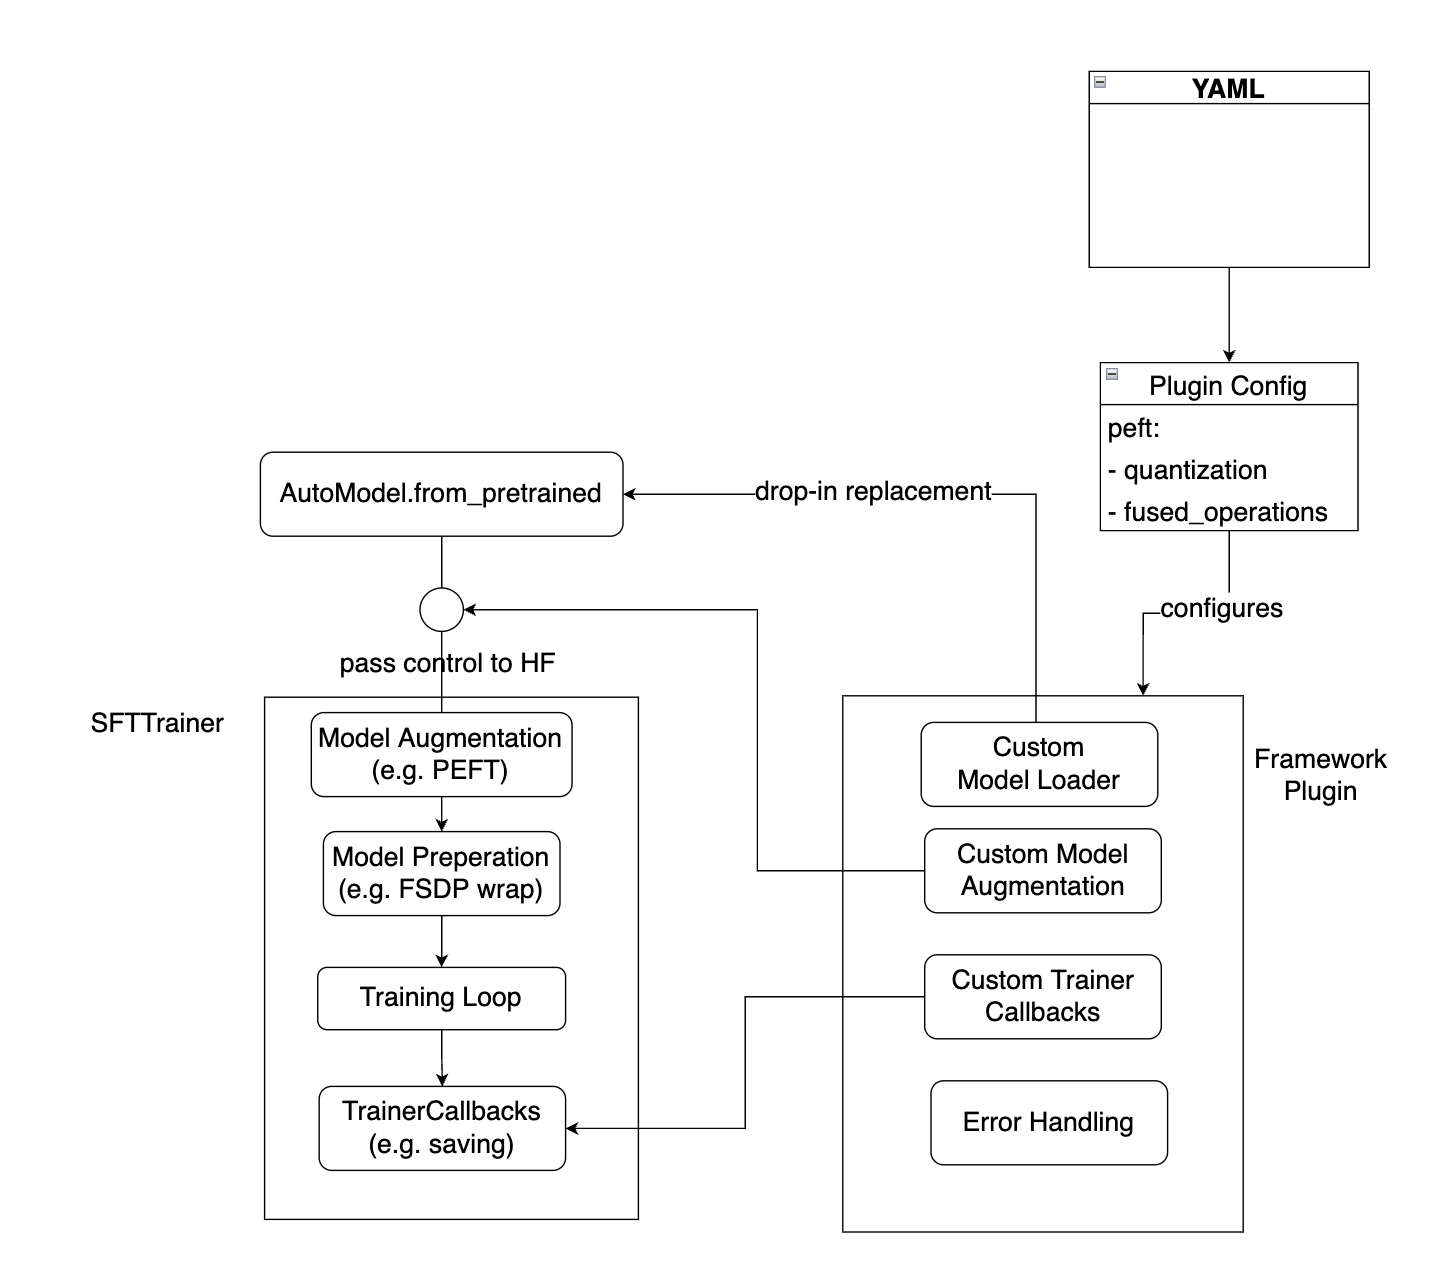 YAML
Plugin Config
peft:
- quantization
- fused_operations
AutoModel.from_pretrained
drop-in replacement
configures
pass control to HF
SFTTrainer
Model Augmentation
(e.g. PEFT)
Model Preperation
(e.g. FSDP wrap)
Training Loop
TrainerCallbacks
(e.g. saving)
Custom
Model Loader
Custom Model
Augmentation
Custom Trainer
Callbacks
Error Handling
Framework
Plugin